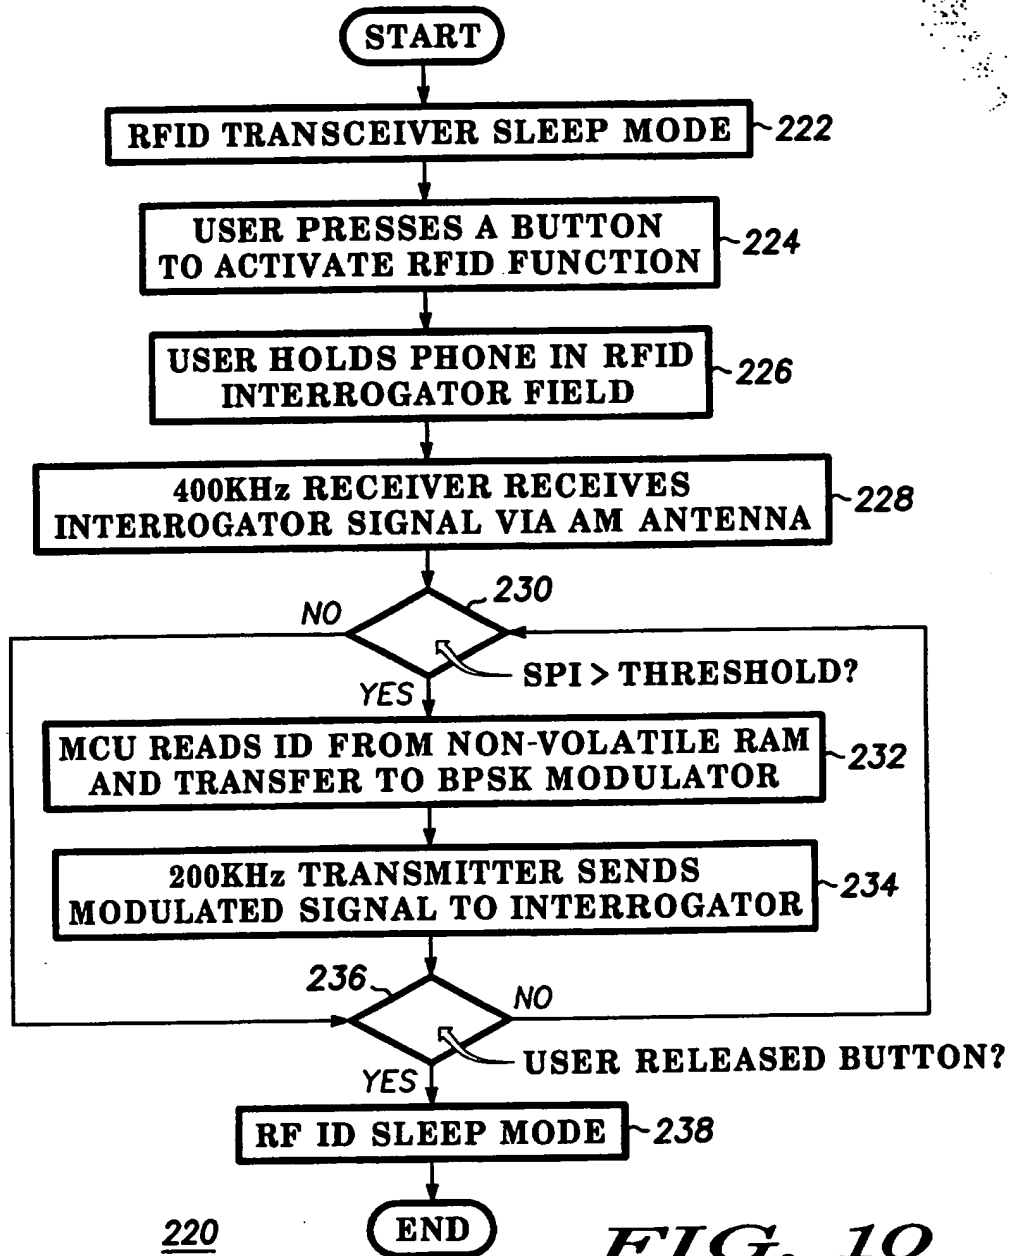 START
RFID TRANSCEIVER SLEEP MODE
222
USER PRESSES A BUTTON
TO ACTIVATE RFID FUNCTION
224
USER HOLDS PHONE IN RFID
INTERROGATOR FIELD
226
400KHz RECEIVER RECEIVES
INTERROGATOR SIGNAL VIA AM ANTENNA
228
230
NO
SPI > THRESHOLD?
YES
MCU READS ID FROM NON-VOLATILE RAM
AND TRANSFER TO BPSK MODULATOR
232
200KHz TRANSMITTER SENDS
MODULATED SIGNAL TO INTERROGATOR
234
236
NO
USER RELEASED BUTTON?
YES
RF ID SLEEP MODE
238
END
220
FIG.